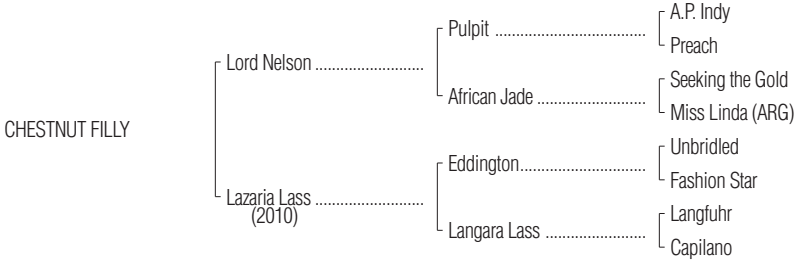 A.P. Indy
Pulpit ..................................
Preach
Lord Nelson .........................
Seeking the Gold
African Jade ........................
Miss Linda (ARG)
CHESTNUT FILLY
Unbridled
Eddington............................
Fashion Star
Lazaria Lass .........................
(2010)
Langfuhr
Langara Lass .......................
Capilano